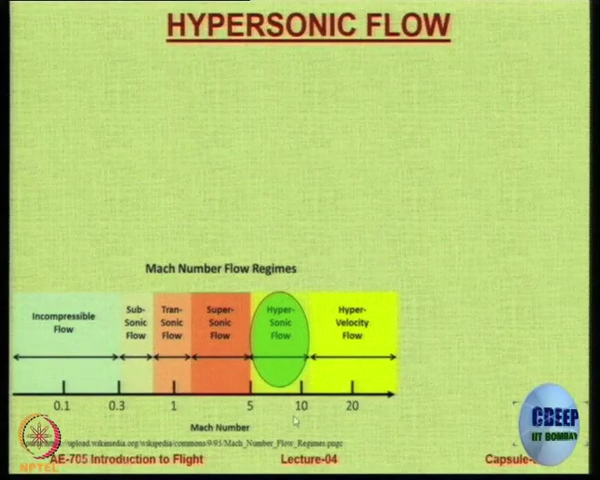 HYPERSONIC FLOW
Mach Number Flow Regimes
Incompressible
Flow
Sub-
Sonic
Flow
Tran-
Sonic
Flow
Super-
Sonic
Flow
Hyper-
Sonic
Flow
Hyper-
Velocity
Flow
0.1 0.3 1 5 10 20
Mach Number
upload.wikimedia.org/wikipedia/commons/9/95/Mach_Number_Flow_Regimes.png
NPTEL
AE-705 Introduction to Flight
Lecture-04
Capsule-
CDEEP
IIT BOMBAY